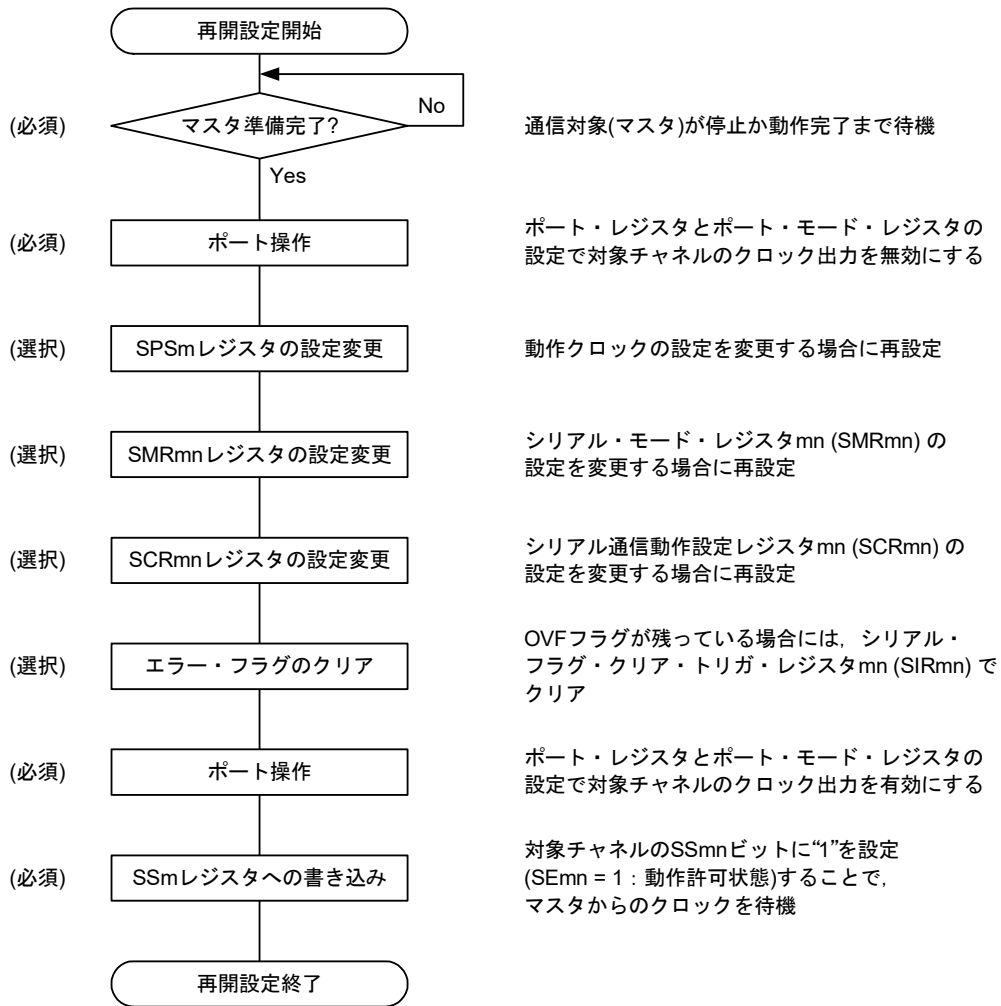 再開設定開始
No
(必須)
マスタ準備完了?
通信対象(マスタ)が停止か動作完了まで待機
Yes
(必須)
ポート操作
ポート・レジスタとポート・モード・レジスタの
設定で対象チャネルのクロック出力を無効にする
(選択)
SPSmレジスタの設定変更
動作クロックの設定を変更する場合に再設定
(選択)
SMRmnレジスタの設定変更
シリアル・モード・レジスタmn (SMRmn) の
設定を変更する場合に再設定
(選択)
SCRmnレジスタの設定変更
シリアル通信動作設定レジスタmn (SCRmn) の
設定を変更する場合に再設定
(選択)
エラー・フラグのクリア
OVFフラグが残っている場合には，シリアル・
フラグ・クリア・トリガ・レジスタmn (SIRmn) で
クリア
(必須)
ポート操作
ポート・レジスタとポート・モード・レジスタの
設定で対象チャネルのクロック出力を有効にする
(必須)
SSmレジスタへの書き込み
対象チャネルのSSmnビットに“1”を設定
(SEmn = 1：動作許可状態)することで，
マスタからのクロックを待機
再開設定終了